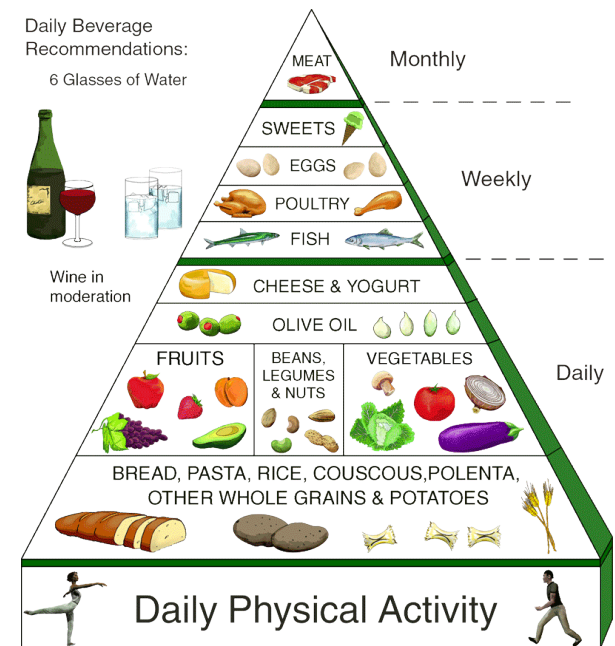 Daily Beverage
Recommendations:
6 Glasses of Water
Wine in
moderation
MEAT
Monthly
SWEETS
EGGS
POULTRY
FISH
Weekly
CHEESE & YOGURT
OLIVE OIL
FRUITS
BEANS,
LEGUMES
& NUTS
VEGETABLES
Daily
BREAD, PASTA, RICE, COUSCOUS,POLENTA,
OTHER WHOLE GRAINS & POTATOES
Daily Physical Activity